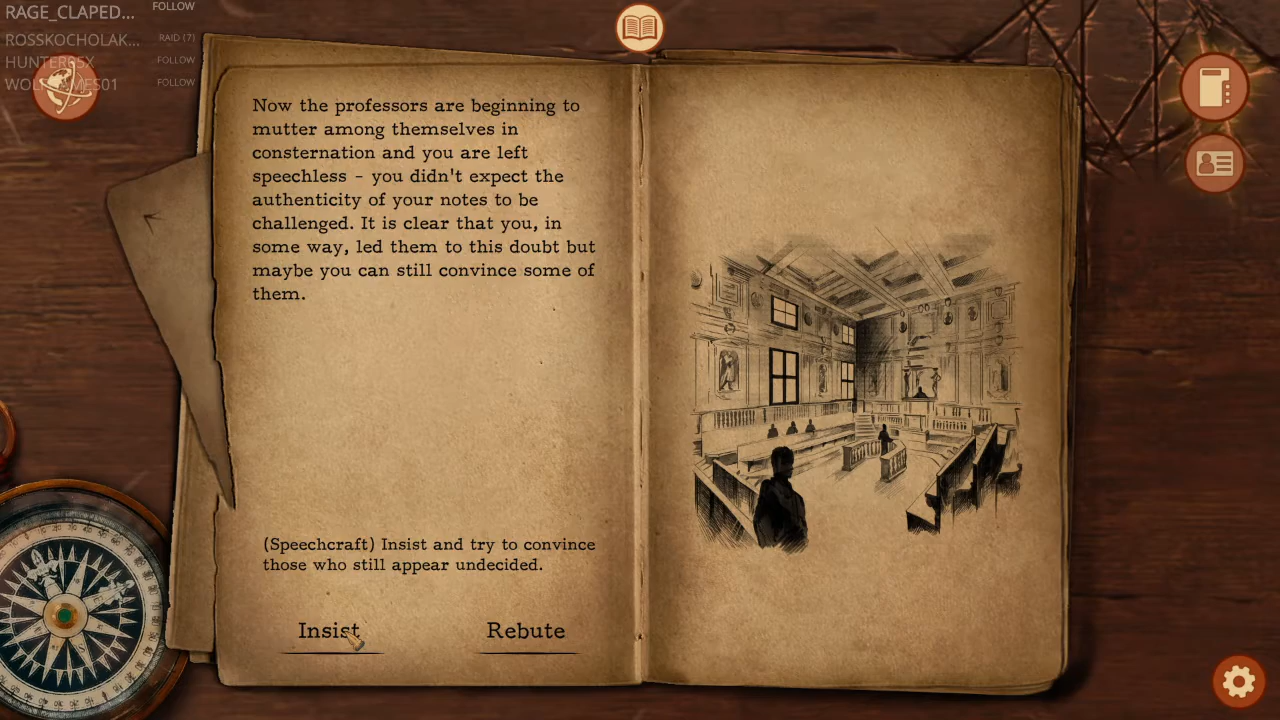 RAGE_CLAPED... FOLLOW
ROSSKOCHOLAK... RAID (7)
FOLLOW
FOLLOW
Now the professors are beginning to
mutter among themselves in
consternation and you are left
speechless - you didn't expect the
authenticity of your notes to be
challenged. It is clear that you, in
some way, led them to this doubt but
maybe you can still convince some of
them.
(Speechcraft) Insist and try to convince
those who still appear undecided.
Insist Rebute